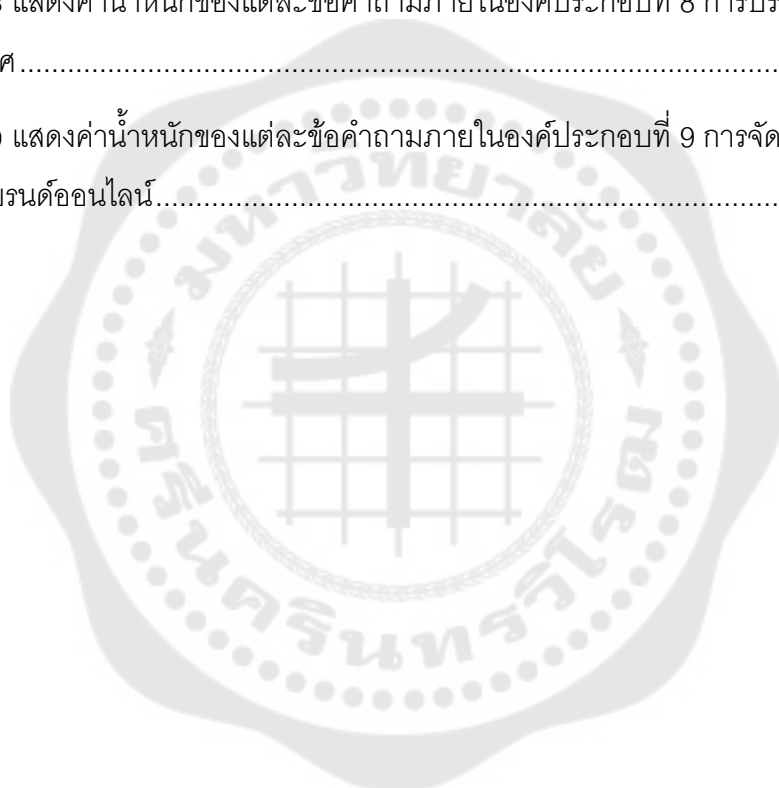 แสดงค่าน้ำหนักของแต่ละข้อคำถามภายในองค์ประกอบที่ 8
ศ ........................................................................................................
แสดงค่าน้ำหนักของแต่ละข้อคำถามภายในองค์ประกอบที่ 9 การจัด
บรนด์ออนไลน์ ........................................................................................................
มหาวิทยาลัย
ศรีนครินทรวิโรฒ